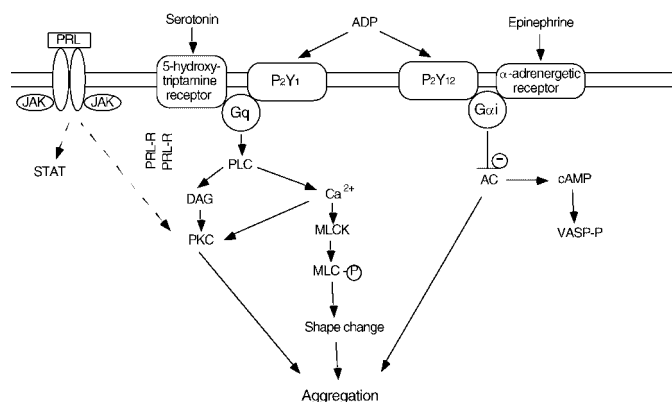 Serotonin
ADP
Epinephrine
PRL
5-hydroxy-
triptamine
receptor
P2Y1
P2Y12
α-adrenergetic
receptor
JAK
JAK
Gq
Gαi
PRL-R
PRL-R
STAT
PLC
AC
cAMP
DAG
Ca2+
PKC
MLCK
VASP-P
MLC-P
Shape change
Aggregation